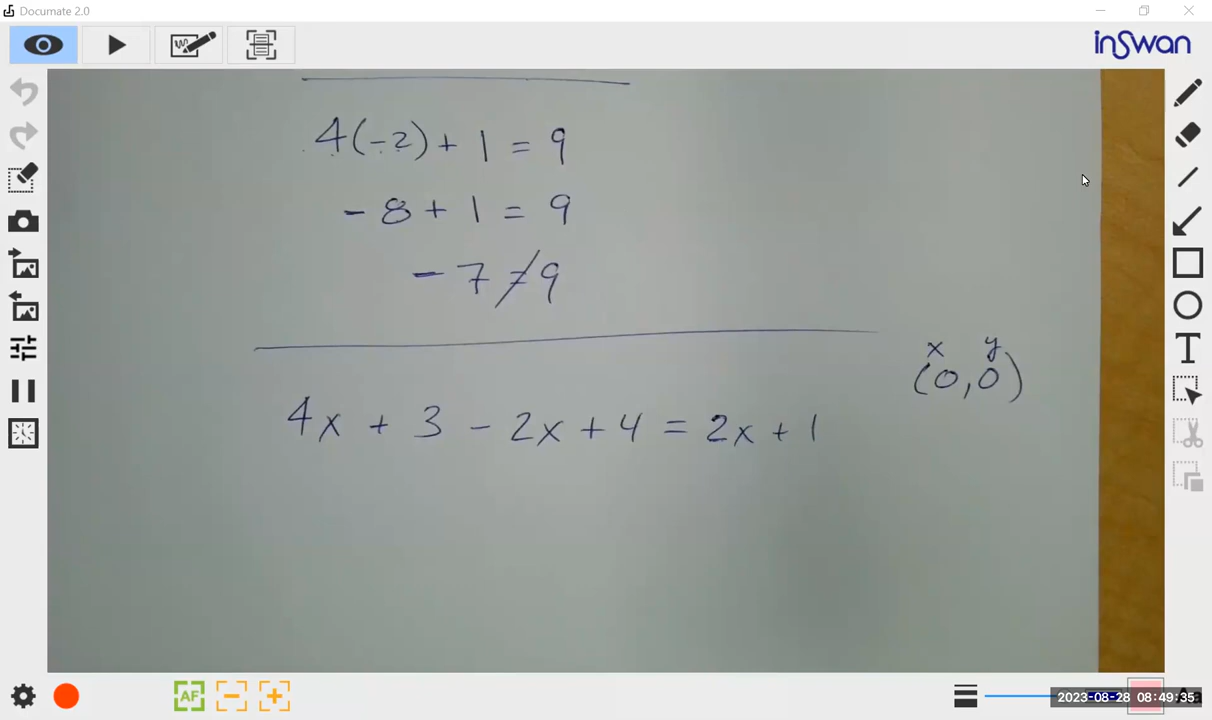 Documate 2.0
inSwan
4(-2) + 1 = 9
-8 + 1 = 9
-7 ≠ 9
x y
(0,0)
4x + 3 - 2x + 4 = 2x + 1
T
AF
2023-08-28 08:49:35